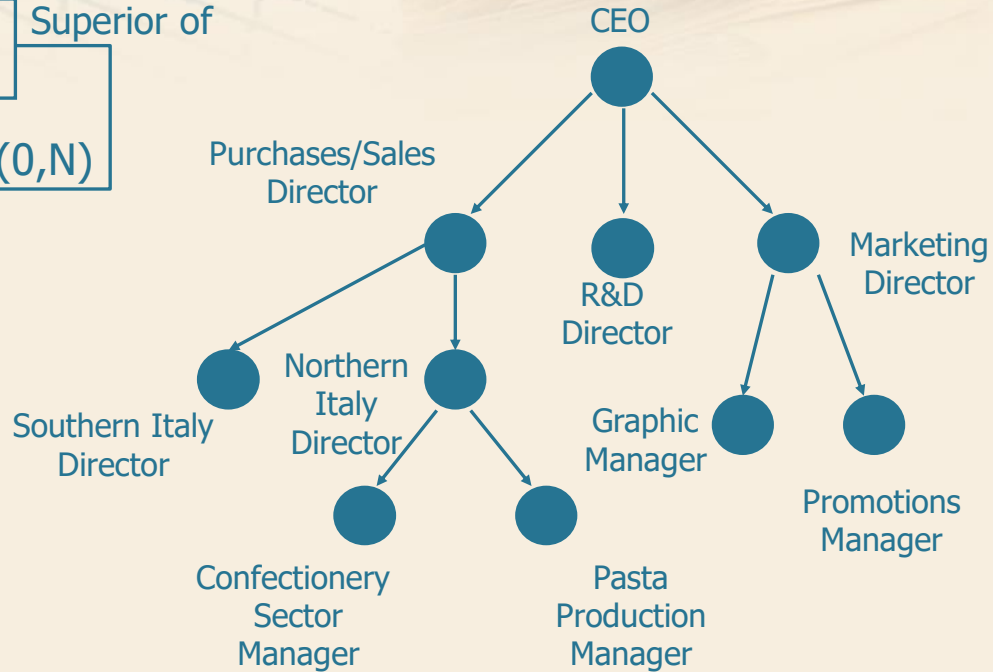 Superior of
(0,N)
CEO
Purchases/Sales
Director
R&D
Director
Marketing
Director
Southern Italy
Director
Northern
Italy
Director
Graphic
Manager
Promotions
Manager
Confectionery
Sector
Manager
Pasta
Production
Manager